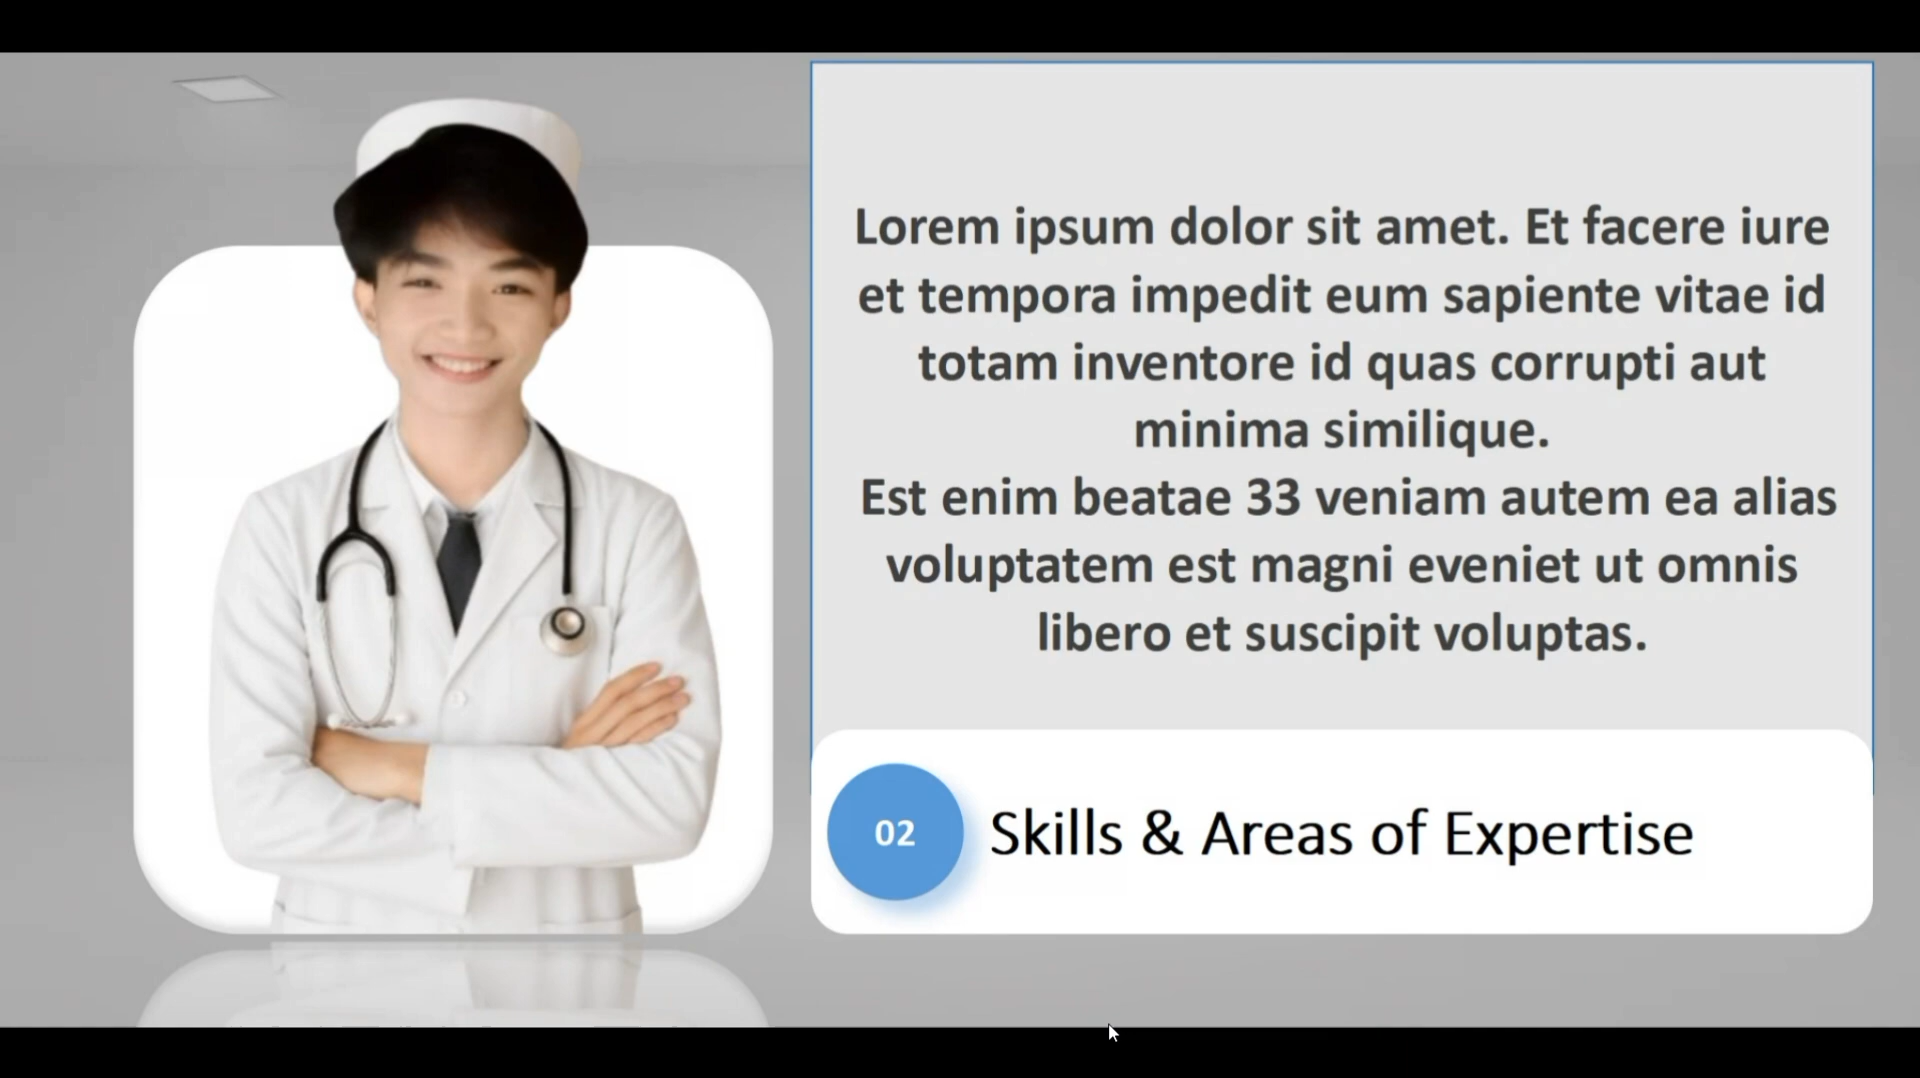 Lorem ipsum dolor sit amet. Et facere iure
et tempora impedit eum sapiente vitae id
totam inventore id quas corrupti aut
minima similique.
Est enim beatae 33 veniam autem ea alias
voluptatem est magni eveniet ut omnis
libero et suscipit voluptas.
02
Skills & Areas of Expertise